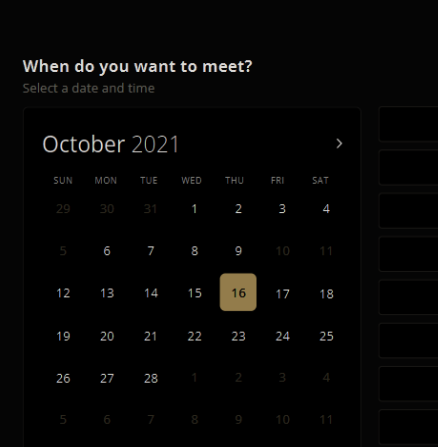 When do you want to meet?
Select a date and time
October 2021
SUN MON TUE WED THU FRI SAT
29 30 31 1 2 3 4
5 6 7 8 9 10 11
12 13 14 15 16 17 18
19 20 21 22 23 24 25
26 27 28 1 2 3 4
5 6 7 8 9 10 11